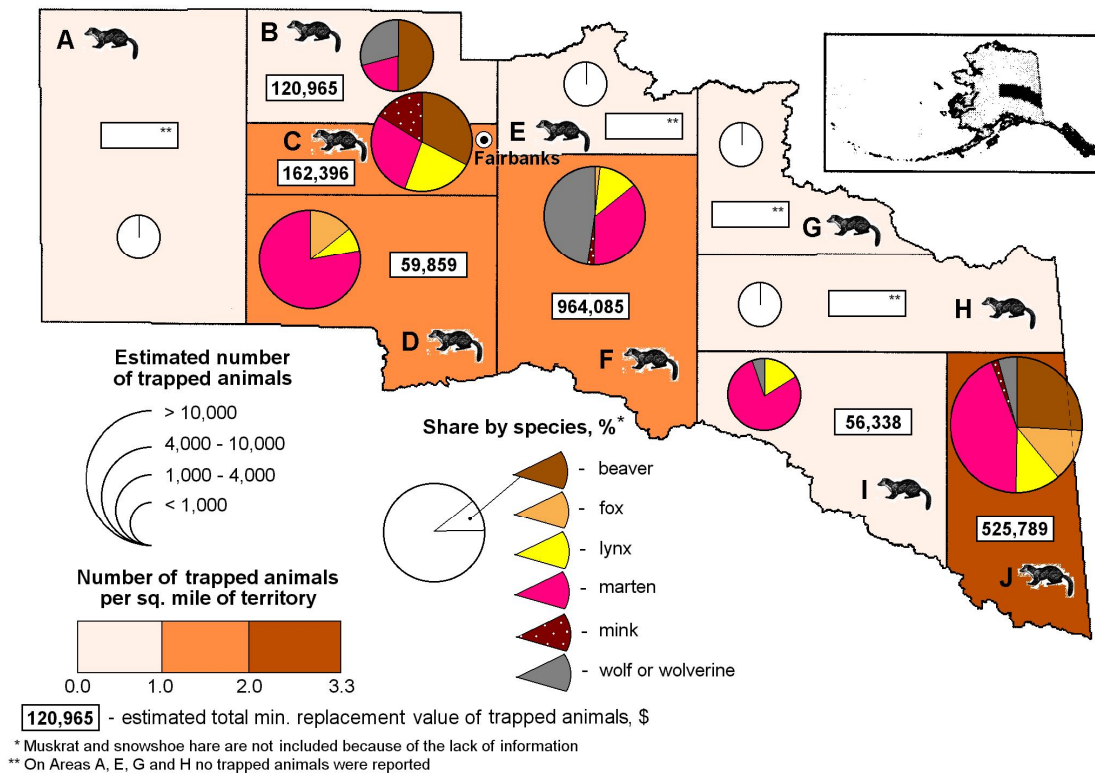 A
B
120,965
**
C
162,396
Fairbanks
E
**
G
**
59,859
D
964,085
F
H
**
56,338
I
525,789
J
Estimated number
of trapped animals
> 10,000
4,000 - 10,000
1,000 - 4,000
< 1,000
Number of trapped animals
per sq. mile of territory
0.0 1.0 2.0 3.3
Share by species, %*
- beaver
- fox
- lynx
- marten
- mink
- wolf or wolverine
120,965 - estimated total min. replacement value of trapped animals, $
* Muskrat and snowshoe hare are not included because of the lack of information
** On Areas A, E, G and H no trapped animals were reported